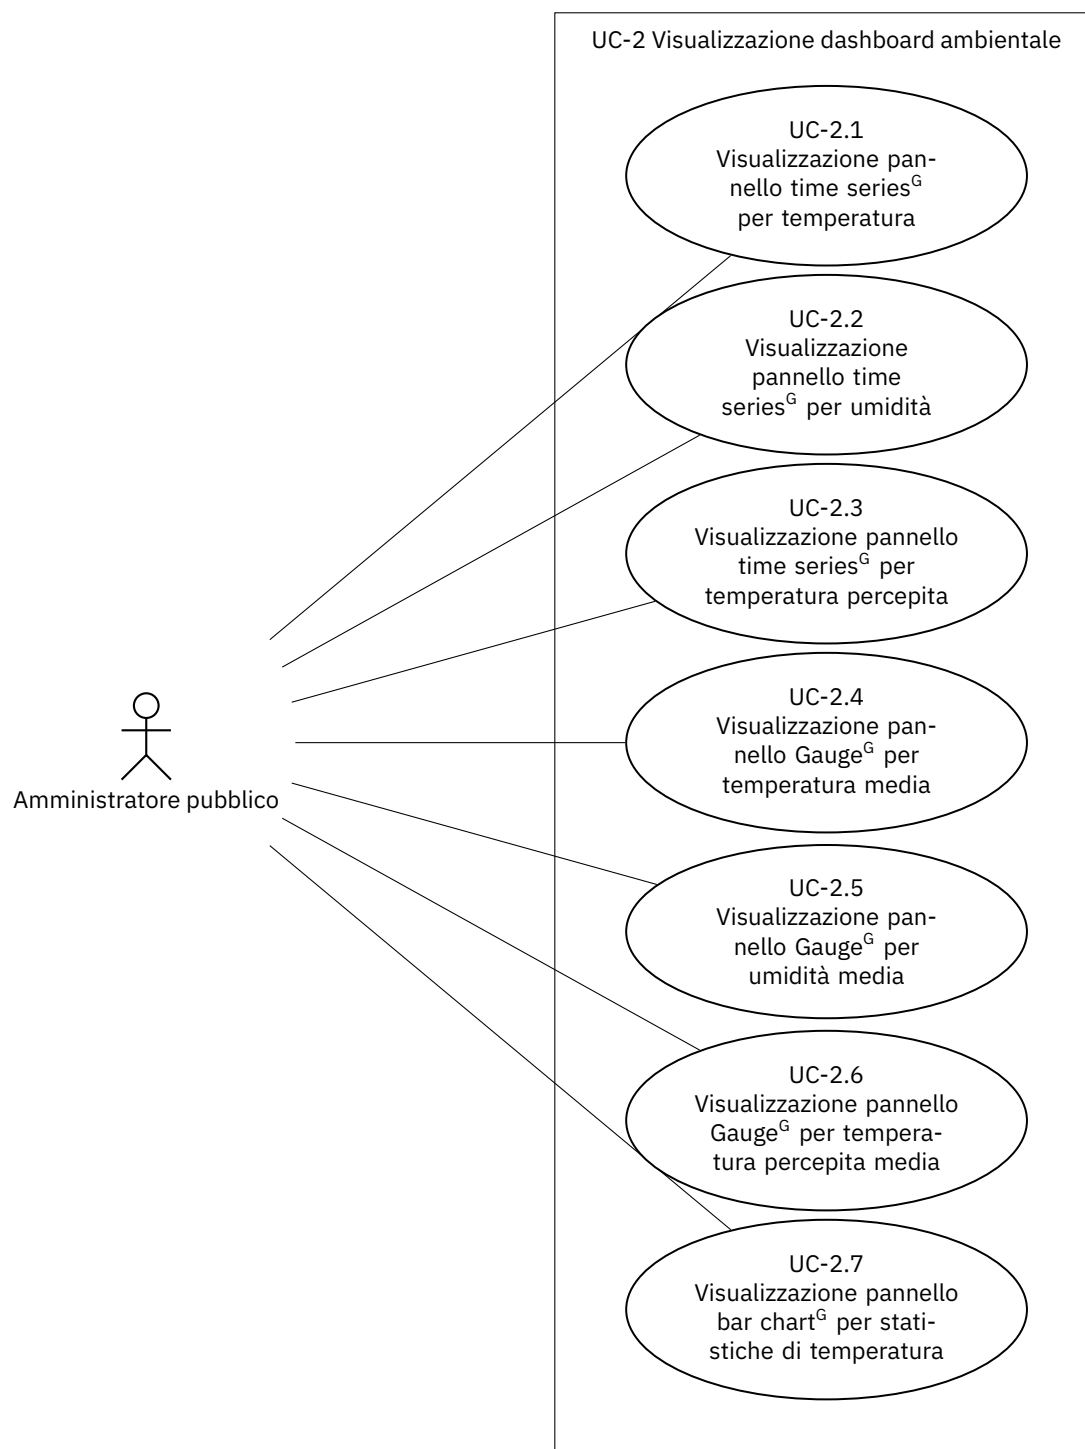 UC-2 Visualizzazione dashboard ambientale
UC-2.1
Visualizzazione pan-
nello time series^G
per temperatura
UC-2.2
Visualizzazione
pannello time
series^G per umidità
UC-2.3
Visualizzazione pannello
time series^G per
temperatura percepita
UC-2.4
Visualizzazione pan-
nello Gauge^G per
temperatura media
Amministratore pubblico
UC-2.5
Visualizzazione pan-
nello Gauge^G per
umidità media
UC-2.6
Visualizzazione pannello
Gauge^G per tempera-
tura percepita media
UC-2.7
Visualizzazione pannello
bar chart^G per stati-
stiche di temperatura